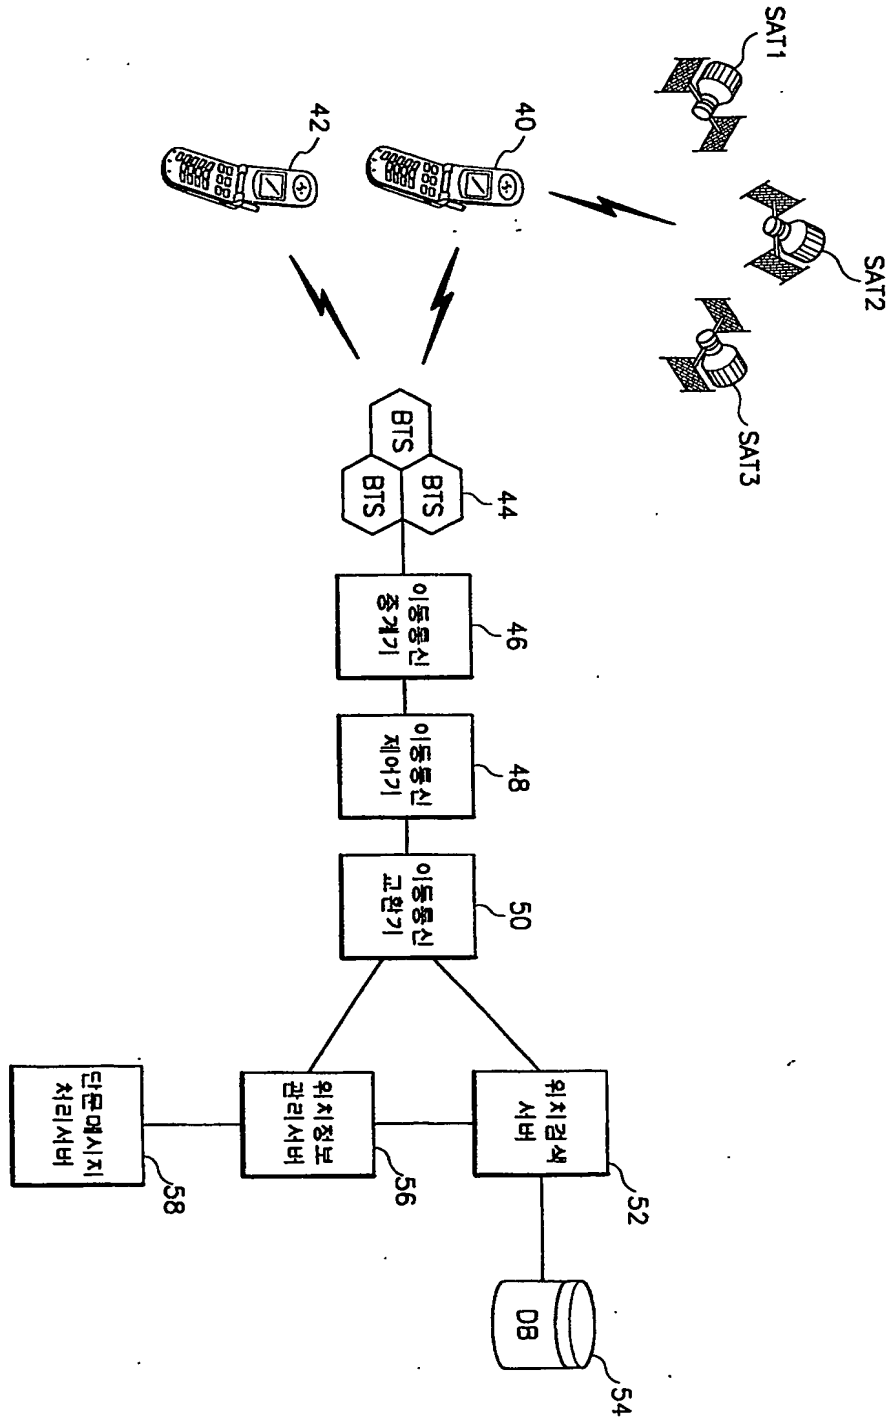 SAT1
SAT2
SAT3
40
42
44
BTS
BTS
BTS
46
이동통신
중계기
48
이동통신
제어기
50
이동통신
교환기
52
위치검색
서버
54
DB
56
위치정보
관리서버
58
단문메시지
처리서버